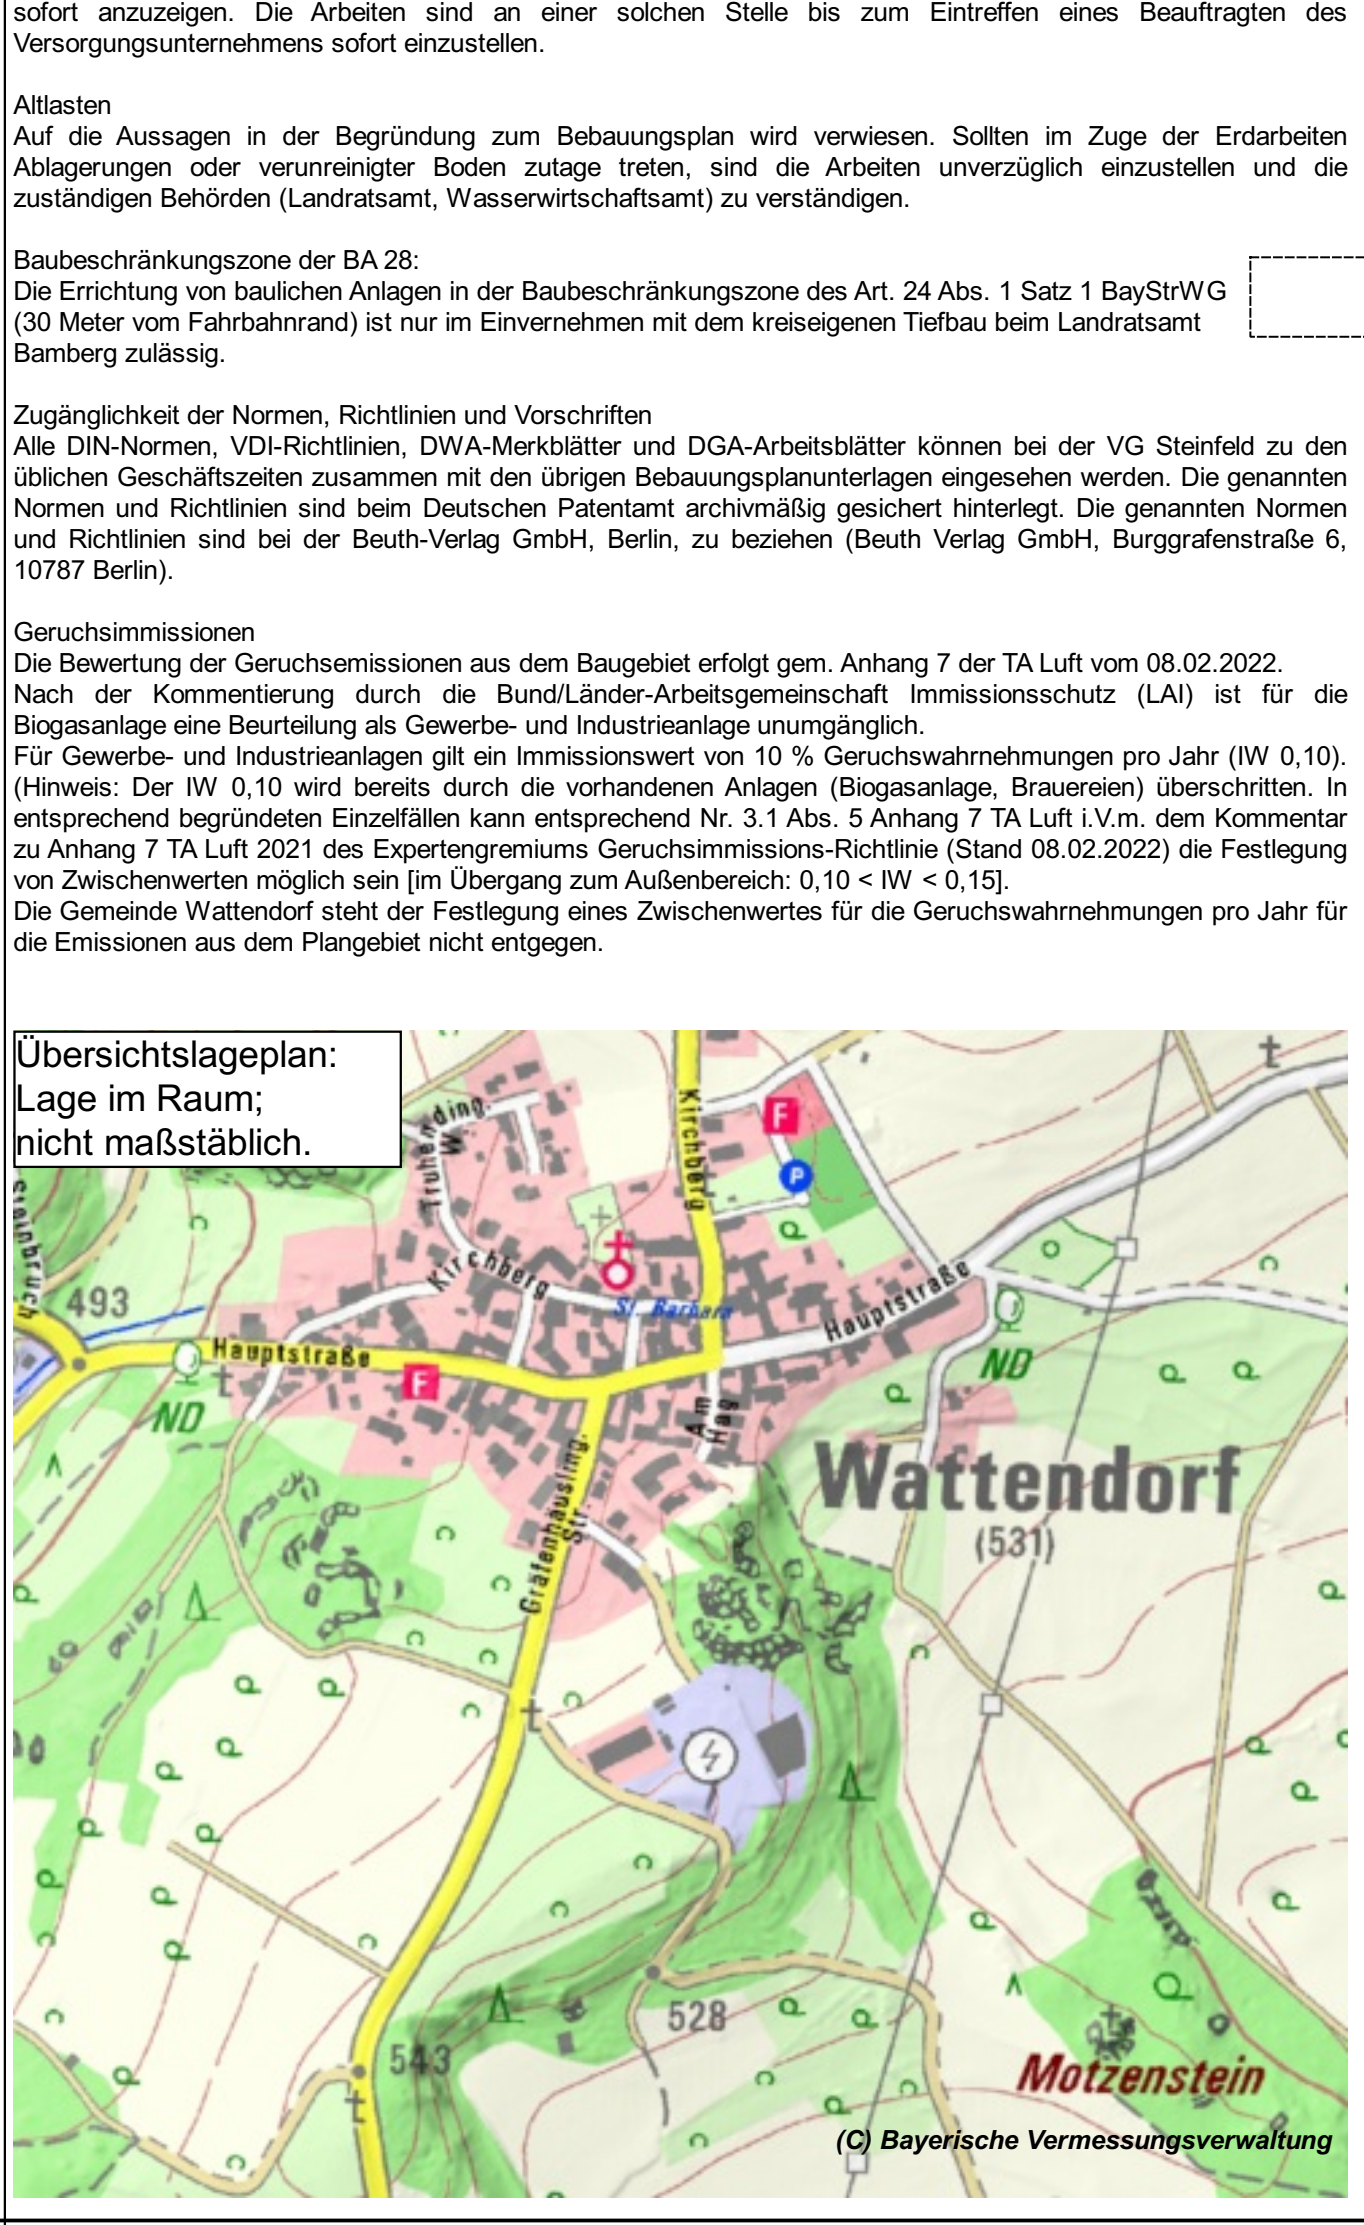 sofort anzuzeigen. Die Arbeiten sind an einer solchen Stelle bis zum Eintreffen eines Beauftragten des
Versorgungsunternehmens sofort einzustellen.
Altlasten
Auf die Aussagen in der Begründung zum Bebauungsplan wird verwiesen. Sollten im Zuge der Erdarbeiten
Ablagerungen oder verunreinigter Boden zutage treten, sind die Arbeiten unverzüglich einzustellen und die
zuständigen Behörden (Landratsamt, Wasserwirtschaftsamt) zu verständigen.
Baubeschränkungszone der BA 28:
Die Errichtung von baulichen Anlagen in der Baubeschränkungszone des Art. 24 Abs. 1 Satz 1 BayStrWG
(30 Meter vom Fahrbahnrand) ist nur im Einvernehmen mit dem kreiseigenen Tiefbau beim Landratsamt
Bamberg zulässig.
Zugänglichkeit der Normen, Richtlinien und Vorschriften
Alle DIN-Normen, VDI-Richtlinien, DWA-Merkblätter und DGA-Arbeitsblätter können bei der VG Steinfeld zu den
üblichen Geschäftszeiten zusammen mit den übrigen Bebauungsplanunterlagen eingesehen werden. Die genannten
Normen und Richtlinien sind beim Deutschen Patentamt archivmäßig gesichert hinterlegt. Die genannten Normen
und Richtlinien sind bei der Beuth-Verlag GmbH, Berlin, zu beziehen (Beuth Verlag GmbH, Burggrafenstraße 6,
10787 Berlin).
Geruchsimmissionen
Die Bewertung der Geruchsemissionen aus dem Baugebiet erfolgt gem. Anhang 7 der TA Luft vom 08.02.2022.
Nach der Kommentierung durch die Bund/Länder-Arbeitsgemeinschaft Immissionsschutz (LAI) ist für die
Biogasanlage eine Beurteilung als Gewerbe- und Industrieanlage unumgänglich.
Für Gewerbe- und Industrieanlagen gilt ein Immissionswert von 10 % Geruchswahrnehmungen pro Jahr (IW 0,10).
(Hinweis: Der IW 0,10 wird bereits durch die vorhandenen Anlagen (Biogasanlage, Brauereien) überschritten. In
entsprechend begründeten Einzelfällen kann entsprechend Nr. 3.1 Abs. 5 Anhang 7 TA Luft i.V.m. dem Kommentar
zu Anhang 7 TA Luft 2021 des Expertengremiums Geruchsimmissions-Richtlinie (Stand 08.02.2022) die Festlegung
von Zwischenwerten möglich sein [im Übergang zum Außenbereich: 0,10 < IW < 0,15].
Die Gemeinde Wattendorf steht der Festlegung eines Zwischenwertes für die Geruchswahrnehmungen pro Jahr für
die Emissionen aus dem Plangebiet nicht entgegen.
Übersichtslageplan:
Lage im Raum;
nicht maßstäblich.
Truhending.
W.
Kirchberg
F
P
Steinbruch
493
Kirchberg
St. Barbara
Hauptstraße
Hauptstraße
F
ND
ND
Am
Hag
Gräfenhäusling.
Str.
Wattendorf
(531)
528
543
Motzenstein
(C) Bayerische Vermessungsverwaltung